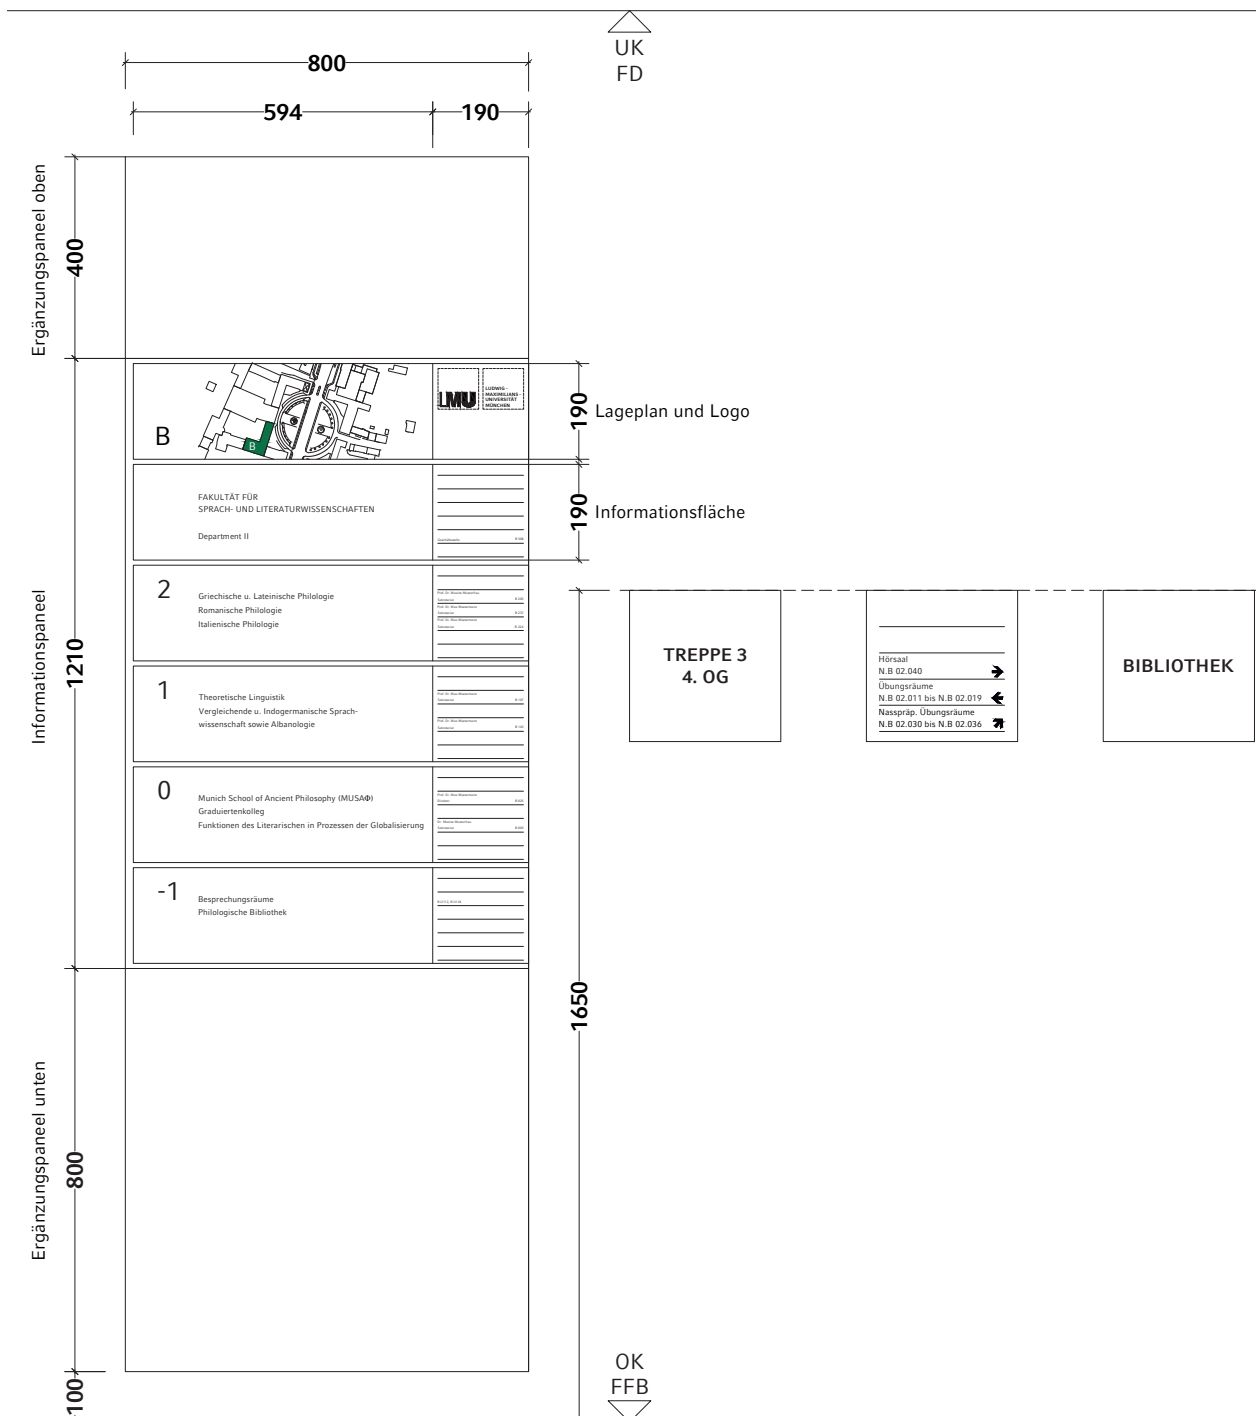 UK
FD
800
594
190
Ergänzungspaneel oben
400
LMU
LUDWIG-
MAXIMILIANS-
UNIVERSITÄT
MÜNCHEN
B
B
190
Lageplan und Logo
FAKULTÄT FÜR
SPRACH- UND LITERATURWISSENSCHAFTEN
Department II
190
Informationsfläche
Informationspaneel
1210
2
Griechische u. Lateinische Philologie
Romanische Philologie
Italienische Philologie
1
Theoretische Linguistik
Vergleichende u. Indogermanische Sprach-
wissenschaft sowie Albanologie
0
Munich School of Ancient Philosophy (MUSAΦ)
Graduiertenkolleg
Funktionen des Literarischen in Prozessen der Globalisierung
-1
Besprechungsräume
Philologische Bibliothek
TREPPE 3
4. OG
Hörsaal
N.B 02.040
Übungsräume
N.B 02.011 bis N.B 02.019
Nasspräp. Übungsräume
N.B 02.030 bis N.B 02.036
BIBLIOTHEK
1650
Ergänzungspaneel unten
800
100
OK
FFB